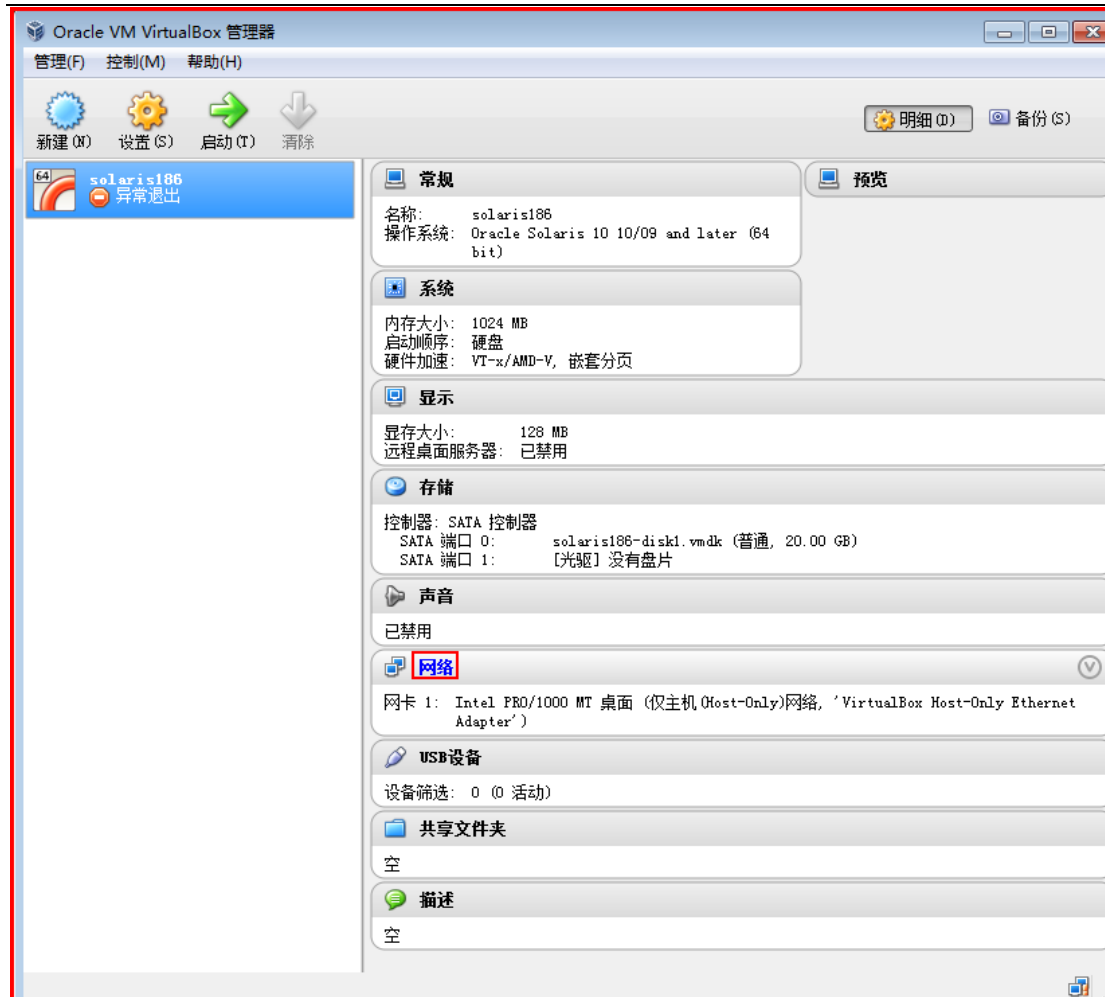 Oracle VM VirtualBox 管理器
管理(F) 控制(M) 帮助(H)
新建(N) 设置(S) 启动(T) 清除
明细(D) 备份(S)
64
solaris186
异常退出
常规
名称: solaris186
操作系统: Oracle Solaris 10 10/09 and later (64
bit)
预览
系统
内存大小: 1024 MB
启动顺序: 硬盘
硬件加速: VT-x/AMD-V, 嵌套分页
显示
显存大小: 128 MB
远程桌面服务器: 已禁用
存储
控制器: SATA 控制器
SATA 端口 0: solaris186-disk1.vmdk (普通, 20.00 GB)
SATA 端口 1: [光驱] 没有盘片
声音
已禁用
网络
网卡 1: Intel PRO/1000 MT 桌面 (仅主机(Host-Only)网络, 'VirtualBox Host-Only Ethernet
Adapter')
USB设备
设备筛选: 0 (0 活动)
共享文件夹
空
描述
空